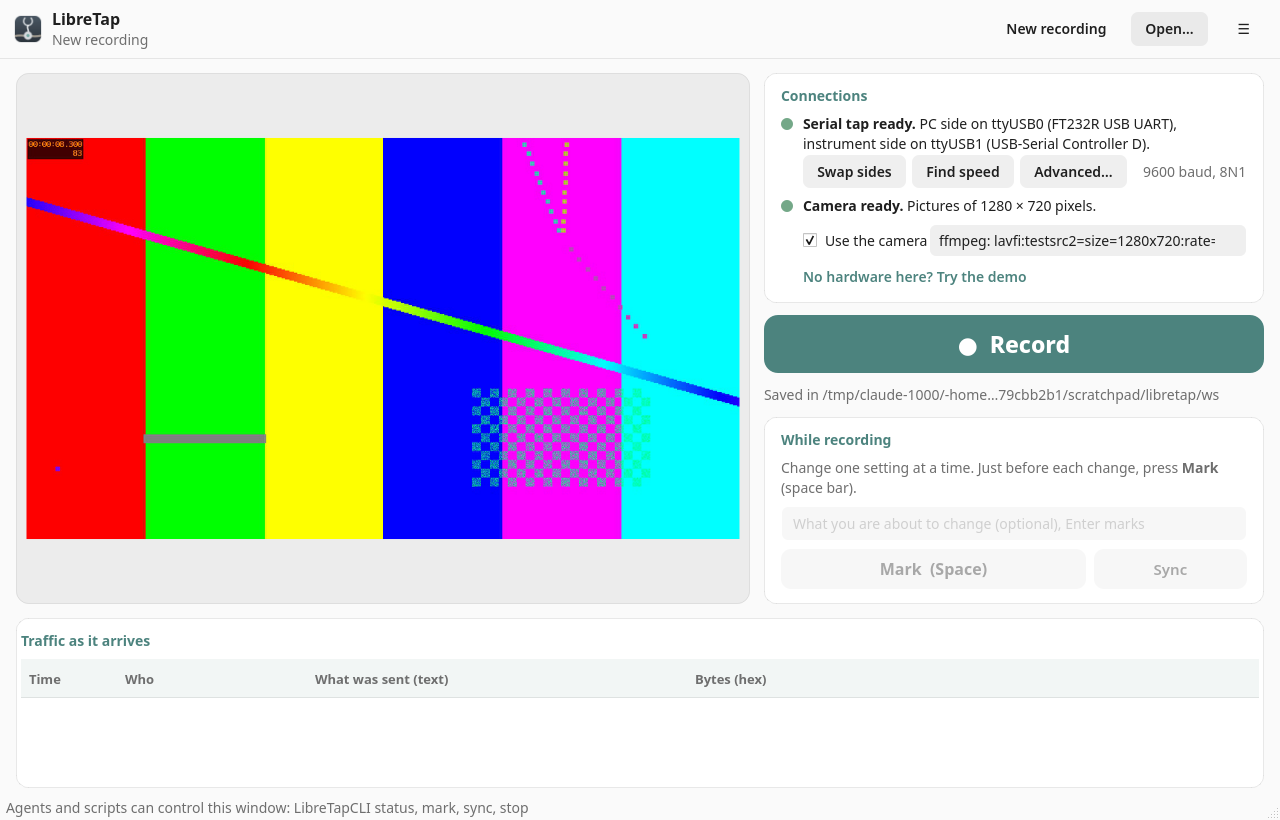 LibreTap
New recording
New recording
Open...
☰
00:00:08.300
83
Connections
Serial tap ready. PC side on ttyUSB0 (FT232R USB UART),
instrument side on ttyUSB1 (USB-Serial Controller D).
Swap sides
Find speed
Advanced...
9600 baud, 8N1
Camera ready. Pictures of 1280 × 720 pixels.
Use the camera
ffmpeg: lavfi:testsrc2=size=1280x720:rate=
No hardware here? Try the demo
Record
Saved in /tmp/claude-1000/-home…79cbb2b1/scratchpad/libretap/ws
While recording
Change one setting at a time. Just before each change, press Mark
(space bar).
What you are about to change (optional), Enter marks
Mark (Space)
Sync
Traffic as it arrives
Time Who What was sent (text) Bytes (hex)
Agents and scripts can control this window: LibreTapCLI status, mark, sync, stop